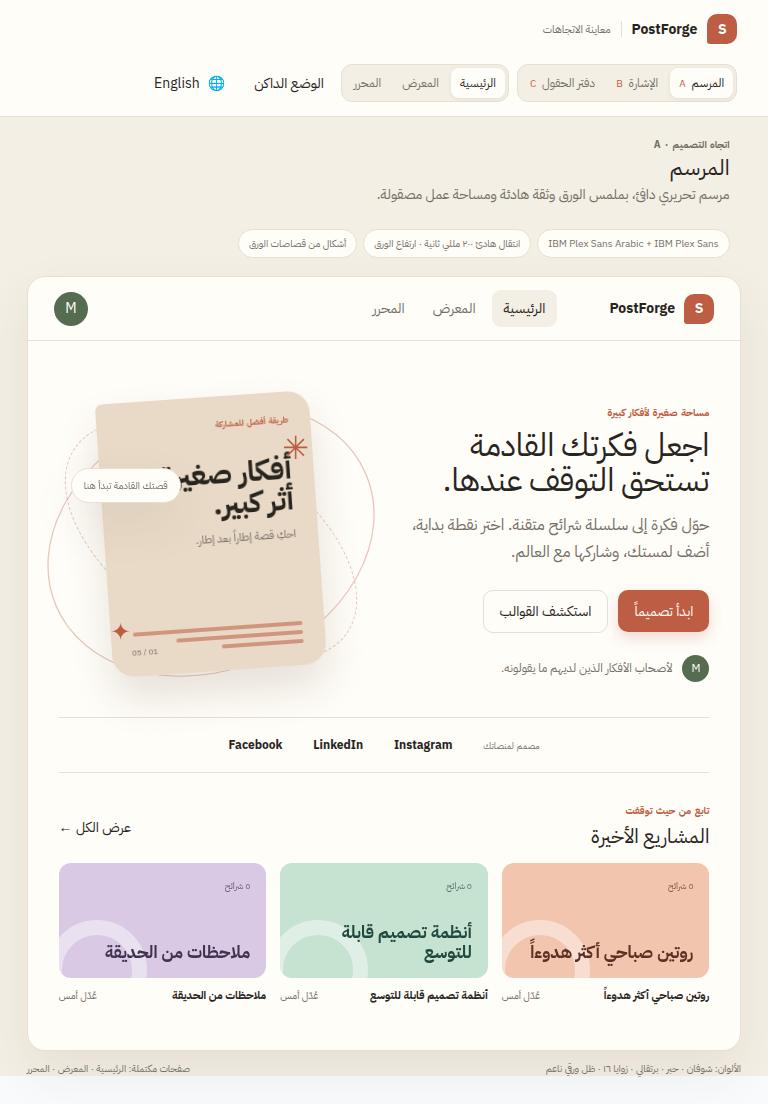 S PostForge معاينة الاتجاهات
المرسم A الإشارة B دفتر الحقول C الرئيسية المعرض المحرر الوضع الداكن English
اتجاه التصميم · A
المرسم
مرسم تحريري دافئ، بملمس الورق وثقة هادئة ومساحة عمل مصقولة.
IBM Plex Sans Arabic + IBM Plex Sans انتقال هادئ ٢٠٠ مللي ثانية · ارتفاع الورق أشكال من قصاصات الورق
S PostForge الرئيسية المعرض المحرر M
مساحة صغيرة لأفكار كبيرة
اجعل فكرتك القادمة
تستحق التوقف عندها.
حوّل فكرة إلى سلسلة شرائح متقنة. اختر نقطة بداية،
أضف لمستك، وشاركها مع العالم.
ابدأ تصميماً استكشف القوالب
M لأصحاب الأفكار الذين لديهم ما يقولونه.
طريقة أفضل للمشاركة
أفكار
أثر كبير.
احكِ قصة إطاراً بعد إطار.
05 / 01
قصتك القادمة تبدأ هنا
مصمم لمنصاتك Instagram LinkedIn Facebook
تابع من حيث توقفت
المشاريع الأخيرة
عرض الكل ←
٥ شرائح
روتين صباحي أكثر هدوءاً
روتين صباحي أكثر هدوءاً عُدّل أمس
٥ شرائح
أنظمة تصميم قابلة
للتوسع
أنظمة تصميم قابلة للتوسع عُدّل أمس
٥ شرائح
ملاحظات من الحديقة
ملاحظات من الحديقة عُدّل أمس
الألوان: شوفان · حبر · برتقالي · زوايا ١٦ · ظل ورقي ناعم
صفحات مكتملة: الرئيسية · المعرض · المحرر